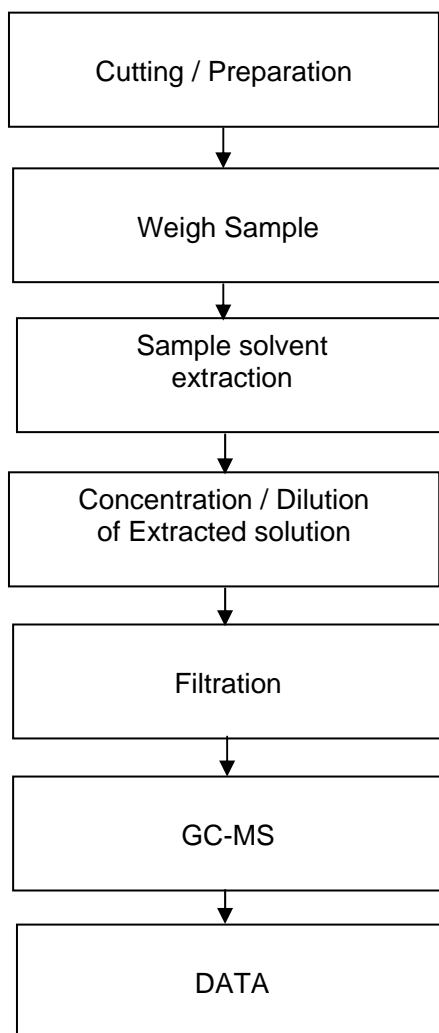 Cutting / Preparation
Weigh Sample
Sample solvent
extraction
Concentration / Dilution
of Extracted solution
Filtration
GC-MS
DATA